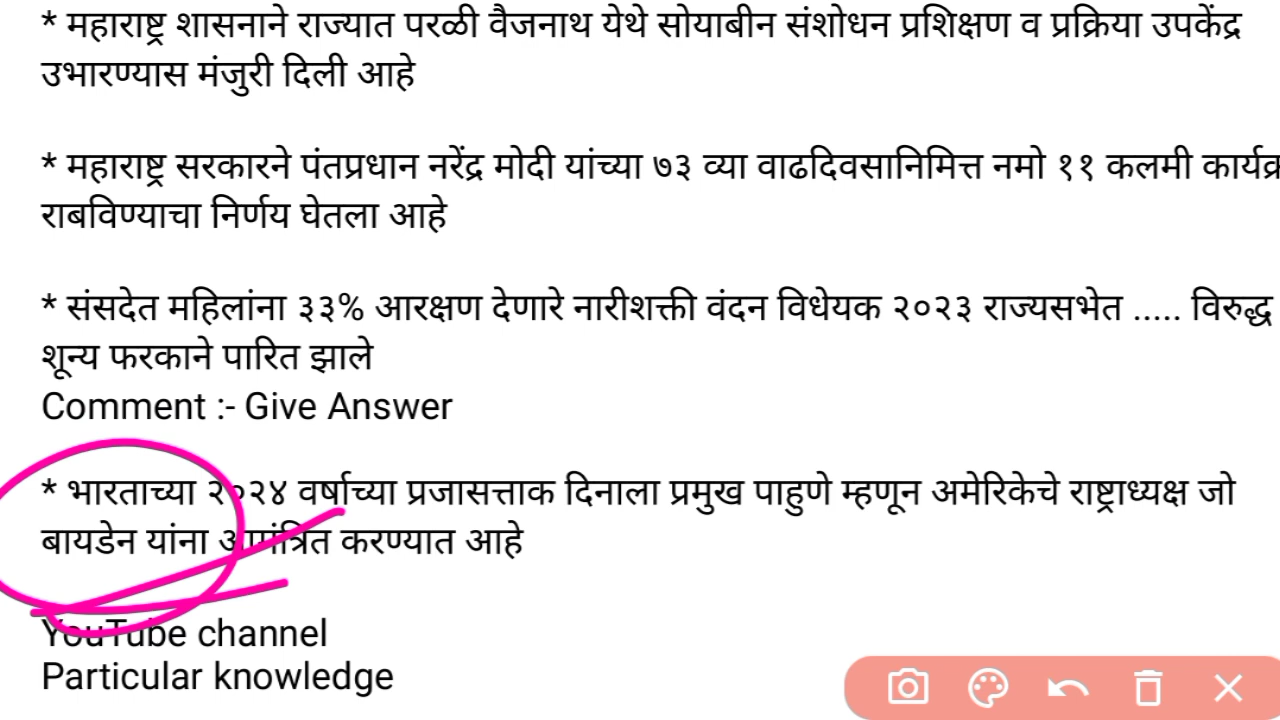 * महाराष्ट्र शासनाने राज्यात परळी वैजनाथ येथे सोयाबीन संशोधन प्रशिक्षण व प्रक्रिया उपकेंद्र
उभारण्यास मंजुरी दिली आहे
* महाराष्ट्र सरकारने पंतप्रधान नरेंद्र मोदी यांच्या ७३ व्या वाढदिवसानिमित्त नमो ११ कलमी
राबविण्याचा निर्णय घेतला आहे
* संसदेत महिलांना ३३% आरक्षण देणारे नारीशक्ती वंदन विधेयक २०२३ राज्यसभेत ..... विरुद्ध
शून्य फरकाने पारित झाले
Comment :- Give Answer
* भारताच्या २०२४ वर्षाच्या प्रजासत्ताक दिनाला प्रमुख पाहुणे म्हणून अमेरिकेचे राष्ट्राध्यक्ष जो
बायडेन यांना आमंत्रित करण्यात आहे
YouTube channel
Particular knowledge